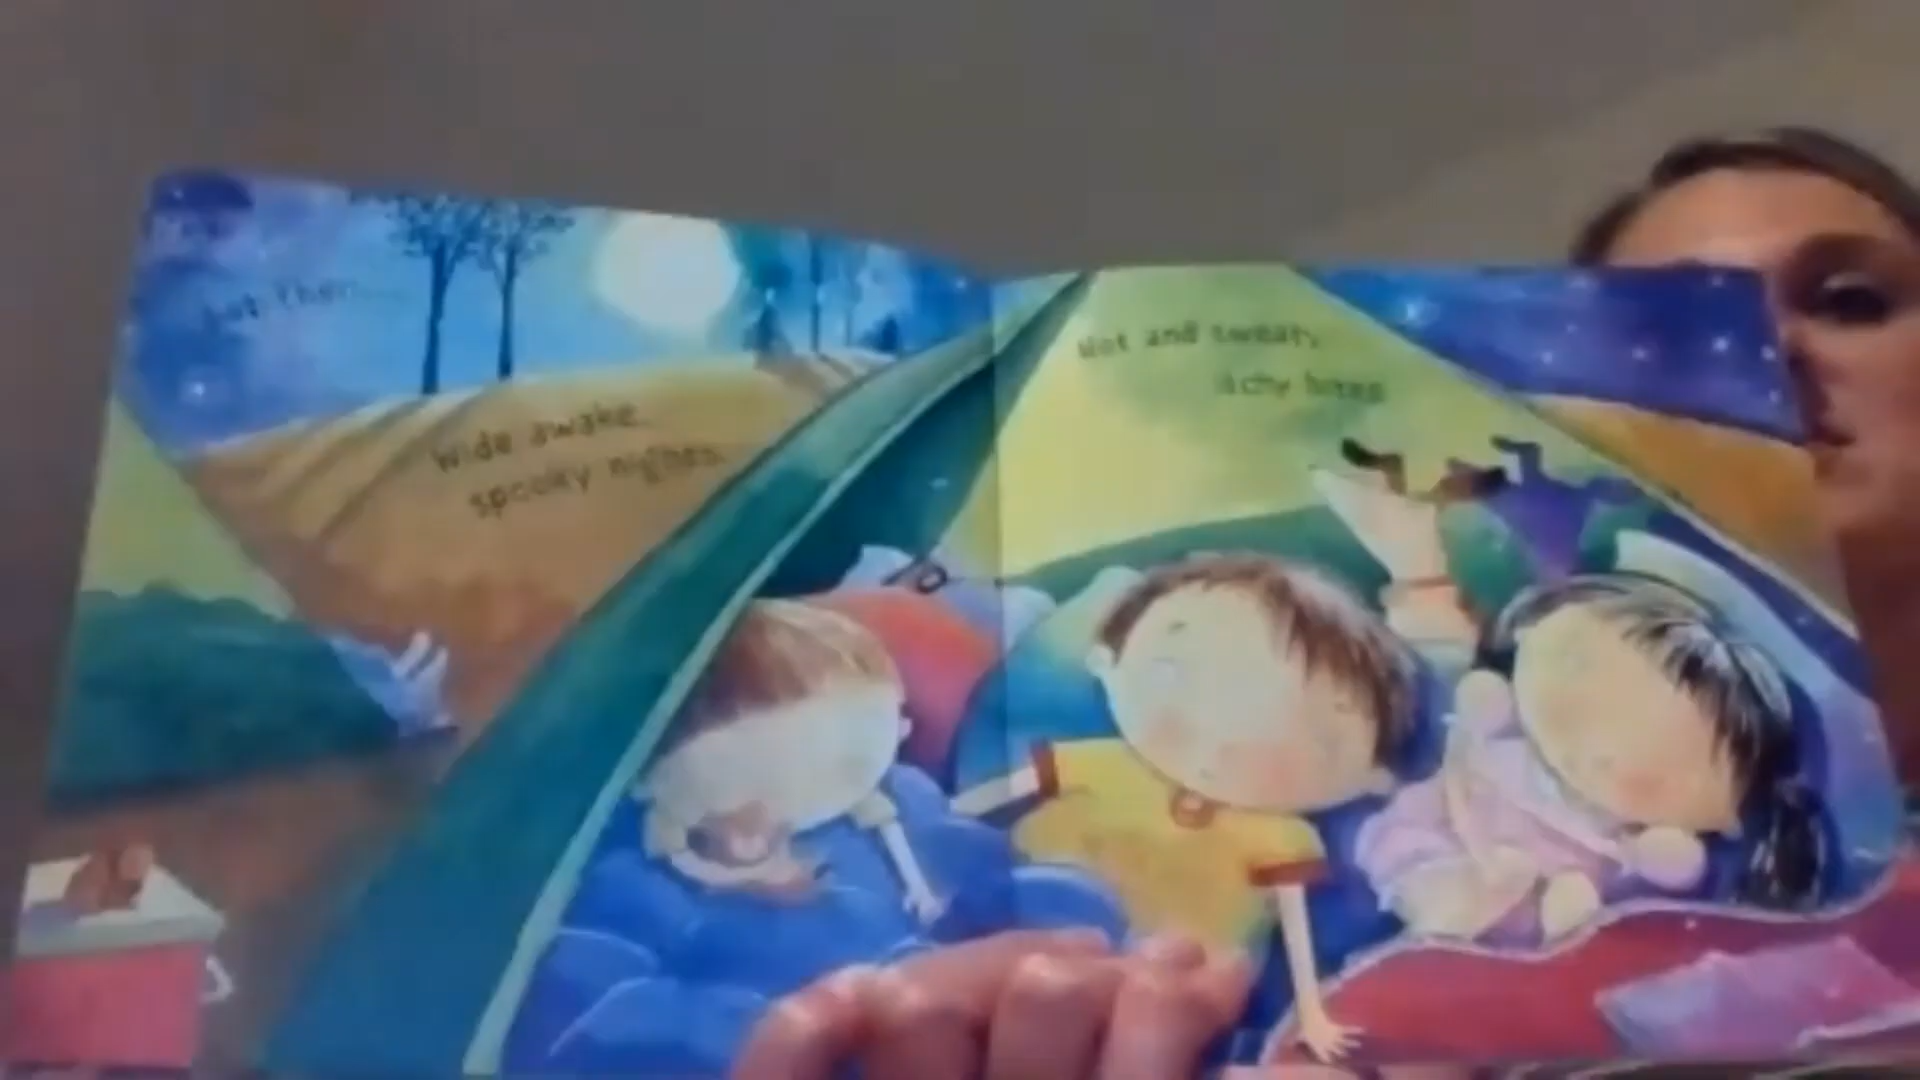 But then....
Wide awake,
spooky nights.
Hot and sweaty,
itchy bites.